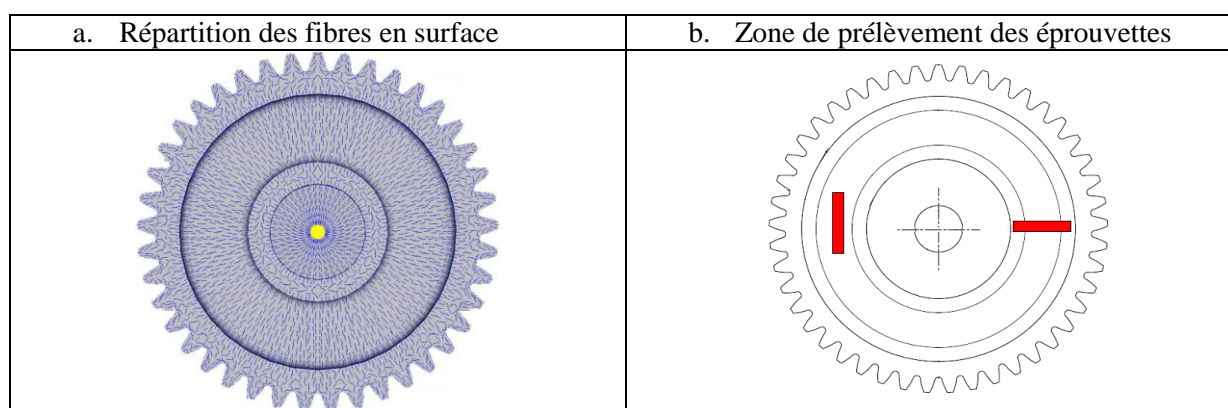 a. Répartition des fibres en surface
b. Zone de prélèvement des éprouvettes